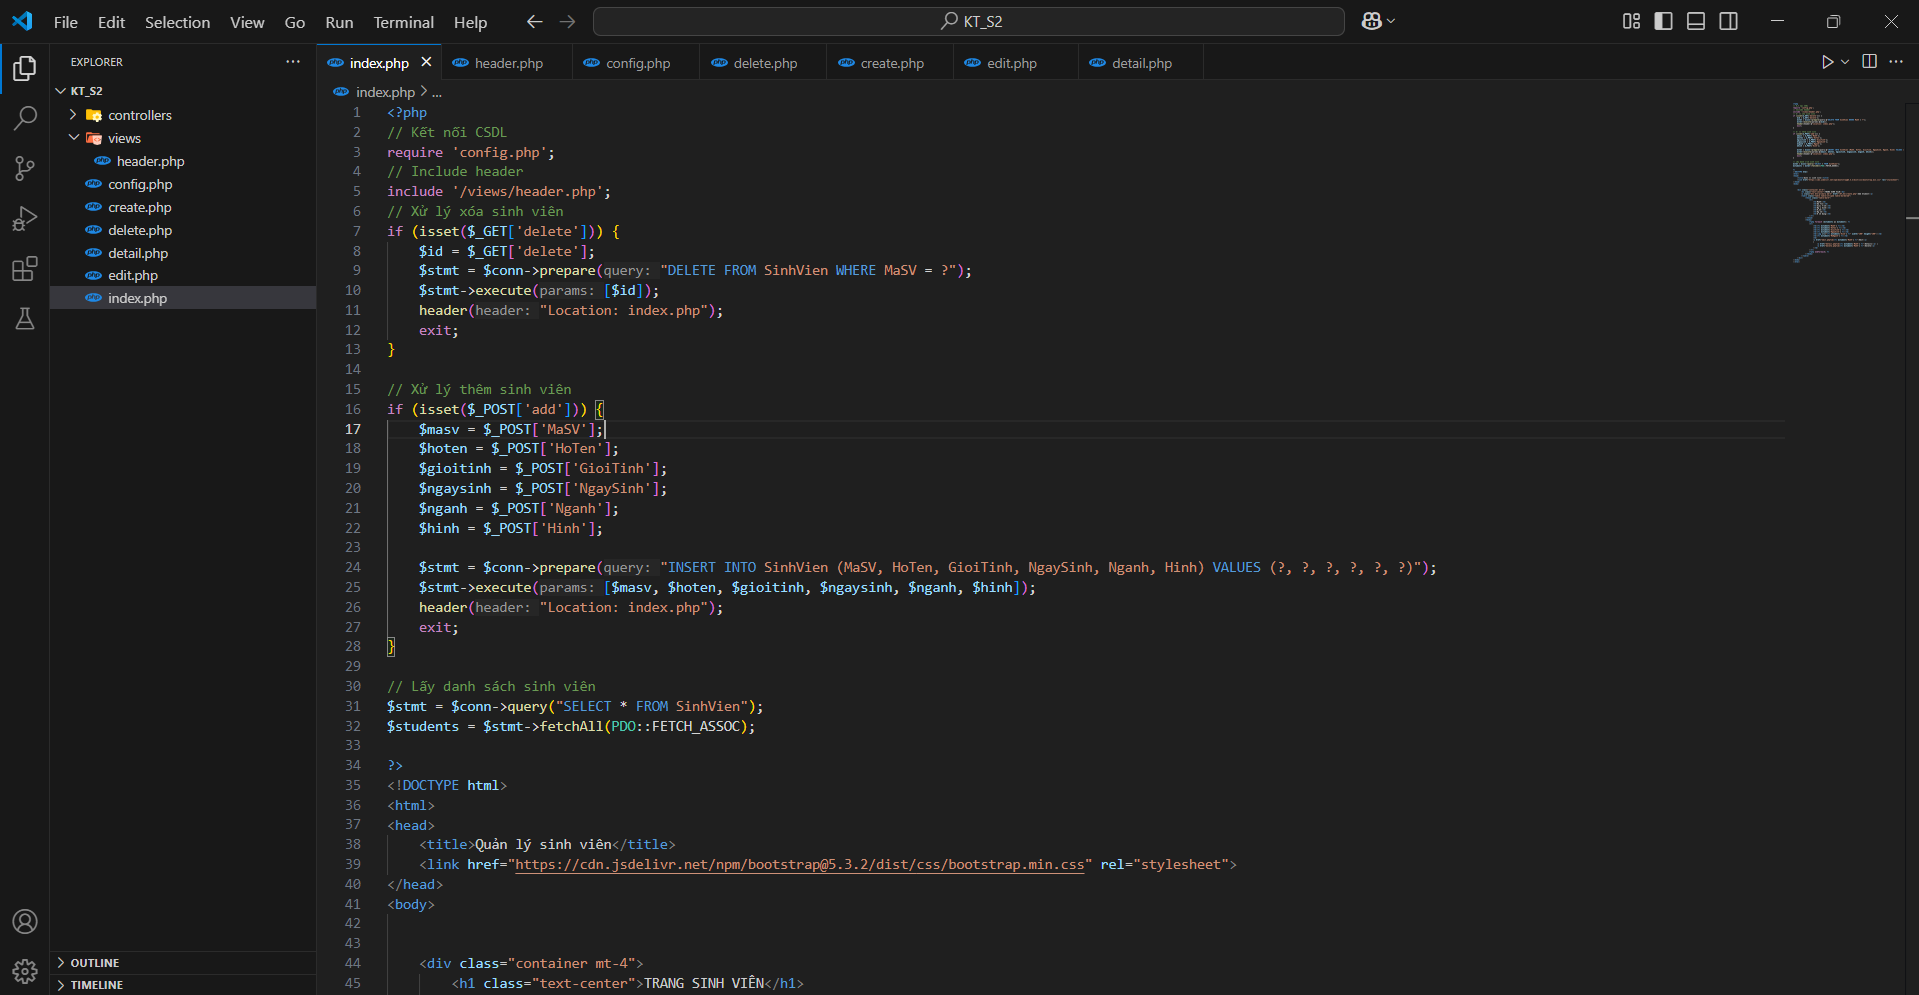 File Edit Selection View Go Run Terminal Help
KT_S2
EXPLORER
KT_S2
controllers
views
header.php
config.php
create.php
delete.php
detail.php
edit.php
index.php
OUTLINE
TIMELINE
index.php header.php config.php delete.php create.php edit.php detail.php
index.php > ...
1 <?php
2 // Kết nối CSDL
3 require 'config.php';
4 // Include header
5 include '/views/header.php';
6 // Xử lý xóa sinh viên
7 if (isset($_GET['delete'])) {
8 $id = $_GET['delete'];
9 $stmt = $conn->prepare(query: "DELETE FROM SinhVien WHERE MaSV = ?");
10 $stmt->execute(params: [$id]);
11 header(header: "Location: index.php");
12 exit;
13 }
14
15 // Xử lý thêm sinh viên
16 if (isset($_POST['add'])) {
17 $masv = $_POST['MaSV'];
18 $hoten = $_POST['HoTen'];
19 $gioitinh = $_POST['GioiTinh'];
20 $ngaysinh = $_POST['NgaySinh'];
21 $nganh = $_POST['Nganh'];
22 $hinh = $_POST['Hinh'];
23
24 $stmt = $conn->prepare(query: "INSERT INTO SinhVien (MaSV, HoTen, GioiTinh, NgaySinh, Nganh, Hinh) VALUES (?, ?, ?, ?, ?, ?)");
25 $stmt->execute(params: [$masv, $hoten, $gioitinh, $ngaysinh, $nganh, $hinh]);
26 header(header: "Location: index.php");
27 exit;
28 }
29
30 // Lấy danh sách sinh viên
31 $stmt = $conn->query("SELECT * FROM SinhVien");
32 $students = $stmt->fetchAll(PDO::FETCH_ASSOC);
33
34 ?>
35 <!DOCTYPE html>
36 <html>
37 <head>
38 <title>Quản lý sinh viên</title>
39 <link href="https://cdn.jsdelivr.net/npm/bootstrap@5.3.2/dist/css/bootstrap.min.css" rel="stylesheet">
40 </head>
41 <body>
42
43
44 <div class="container mt-4">
45 <h1 class="text-center">TRANG SINH VIÊN</h1>